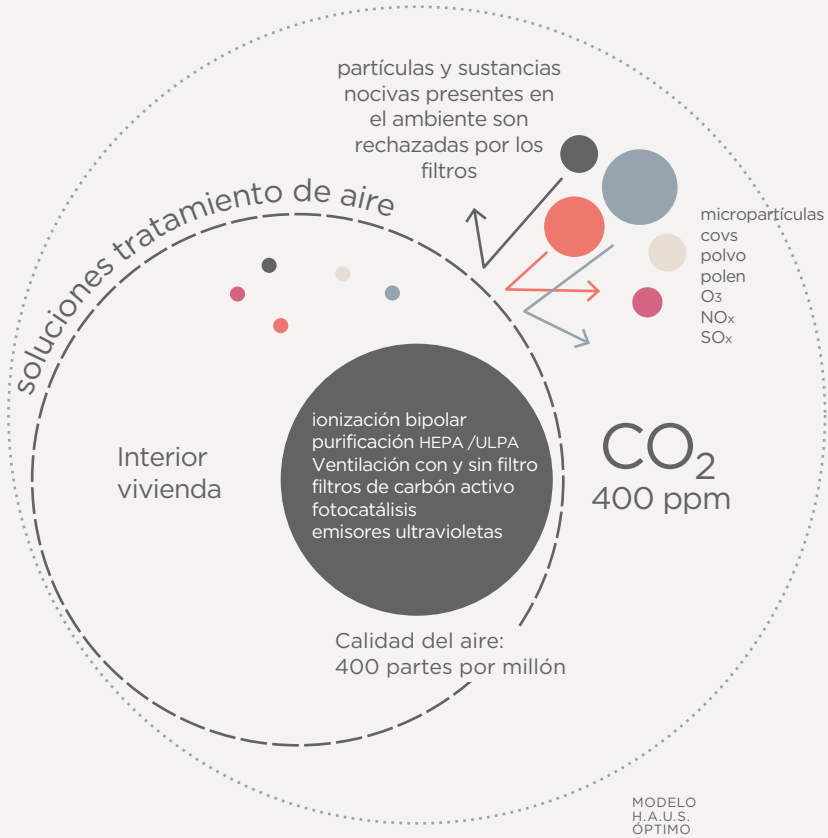 partículas y sustancias
nocivas presentes en
el ambiente son
rechazadas por los
filtros
soluciones tratamiento de aire
micropartículas
covs
polvo
polen
O3
NOx
SOx
ionización bipolar
purificación HEPA /ULPA
Ventilación con y sin filtro
filtros de carbón activo
fotocatálisis
emisores ultravioletas
Interior
vivienda
CO2
400 ppm
Calidad del aire:
400 partes por millón
MODELO
H.A.U.S.
ÓPTIMO